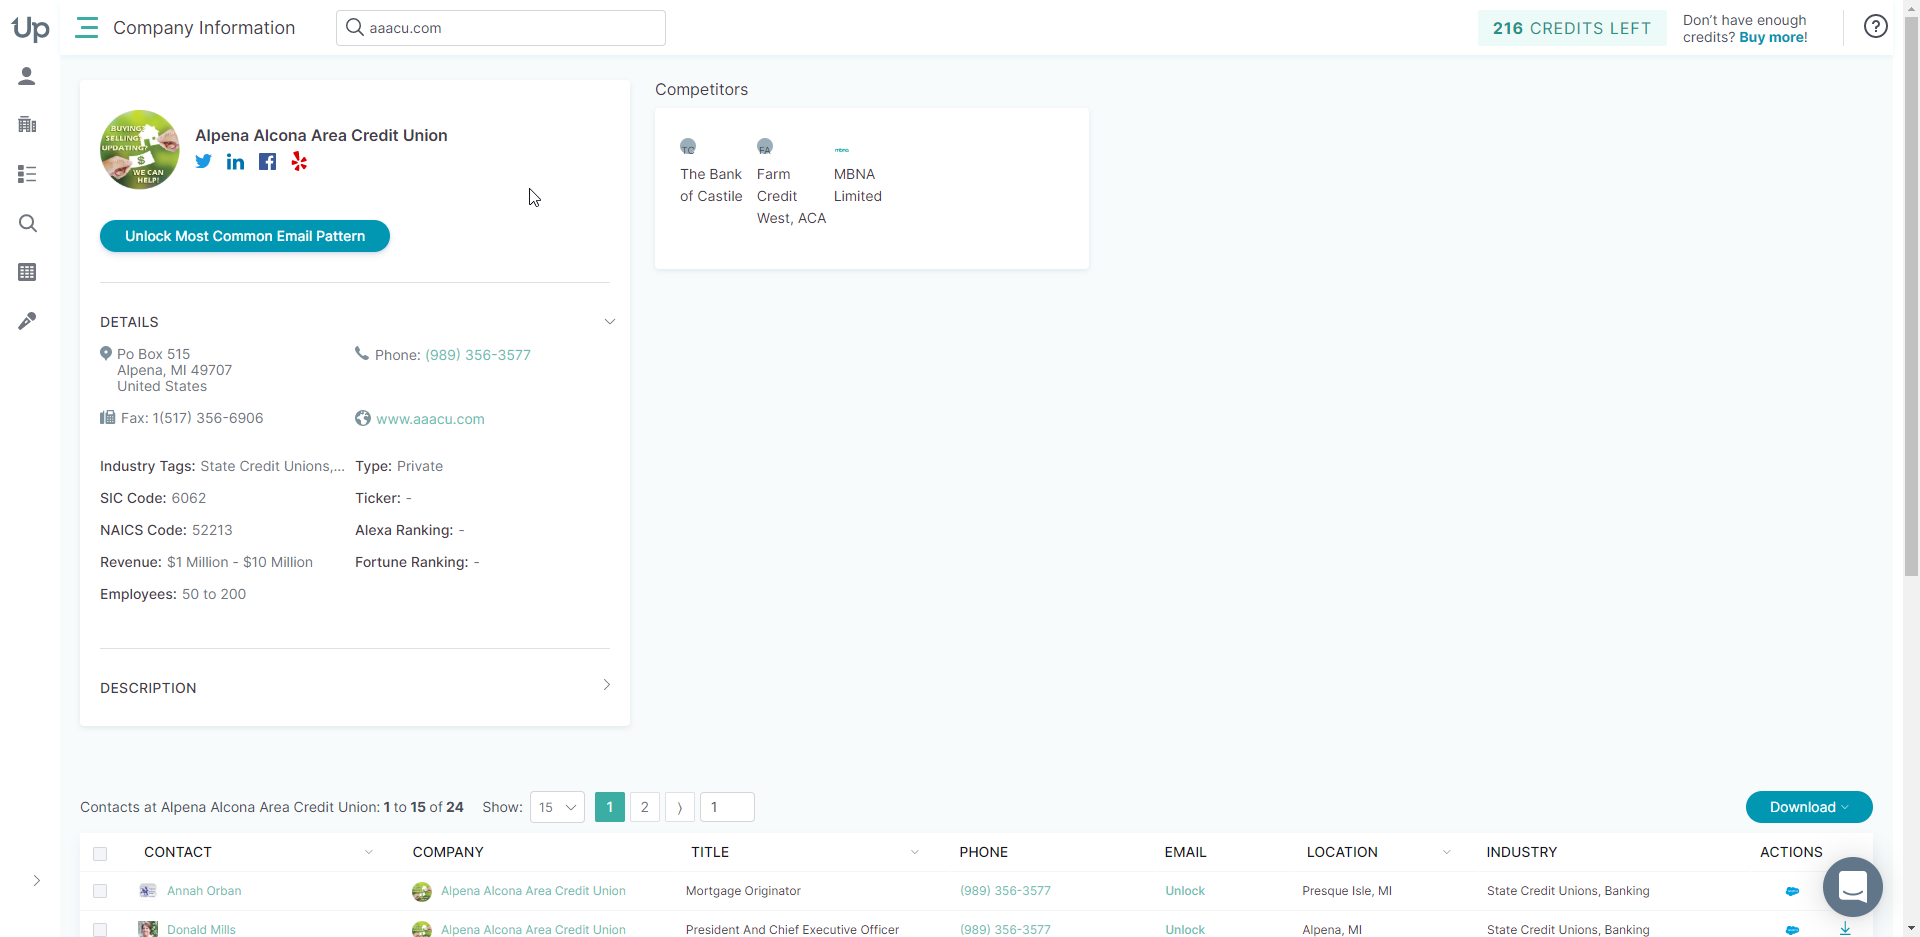 Up
Company Information
aaacu.com
216 CREDITS LEFT
Don't have enough
credits? Buy more!
?
BUYING?
SELLING?
UPDATING?
$
WE CAN
HELP!
Alpena Alcona Area Credit Union
Unlock Most Common Email Pattern
Competitors
TC
The Bank
of Castile
FA
Farm
Credit
West, ACA
mbna
MBNA
Limited
DETAILS
Po Box 515
Alpena, MI 49707
United States
Phone: (989) 356-3577
Fax: 1(517) 356-6906
www.aaacu.com
Industry Tags: State Credit Unions,...
Type: Private
SIC Code: 6062
Ticker: -
NAICS Code: 52213
Alexa Ranking: -
Revenue: $1 Million - $10 Million
Fortune Ranking: -
Employees: 50 to 200
DESCRIPTION
Contacts at Alpena Alcona Area Credit Union: 1 to 15 of 24
Show: 15
1 2 ⟩ 1
Download
CONTACT COMPANY TITLE PHONE EMAIL LOCATION INDUSTRY ACTIONS
Annah Orban Alpena Alcona Area Credit Union Mortgage Originator (989) 356-3577 Unlock Presque Isle, MI State Credit Unions, Banking
Donald Mills Alpena Alcona Area Credit Union President And Chief Executive Officer (989) 356-3577 Unlock Alpena, MI State Credit Unions, Banking